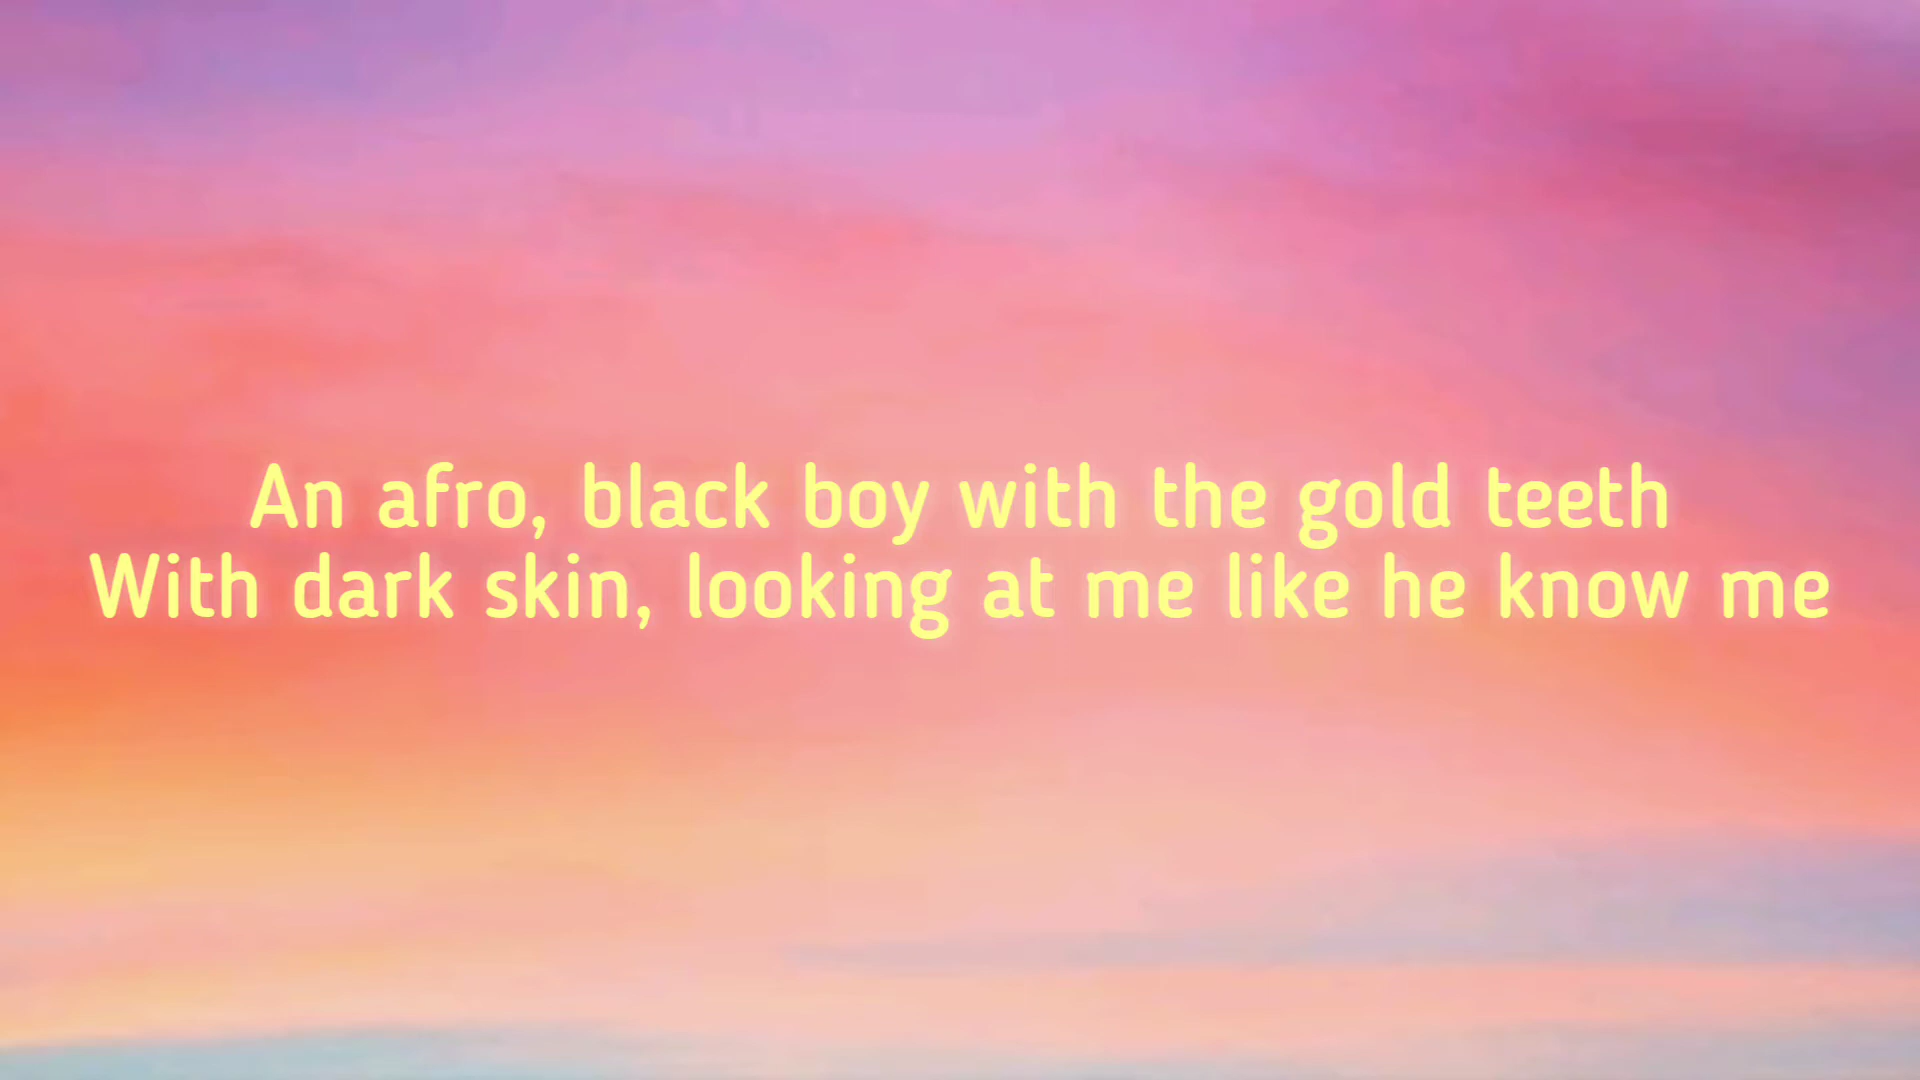 An afro, black boy with the gold teeth
With dark skin, looking at me like he know me